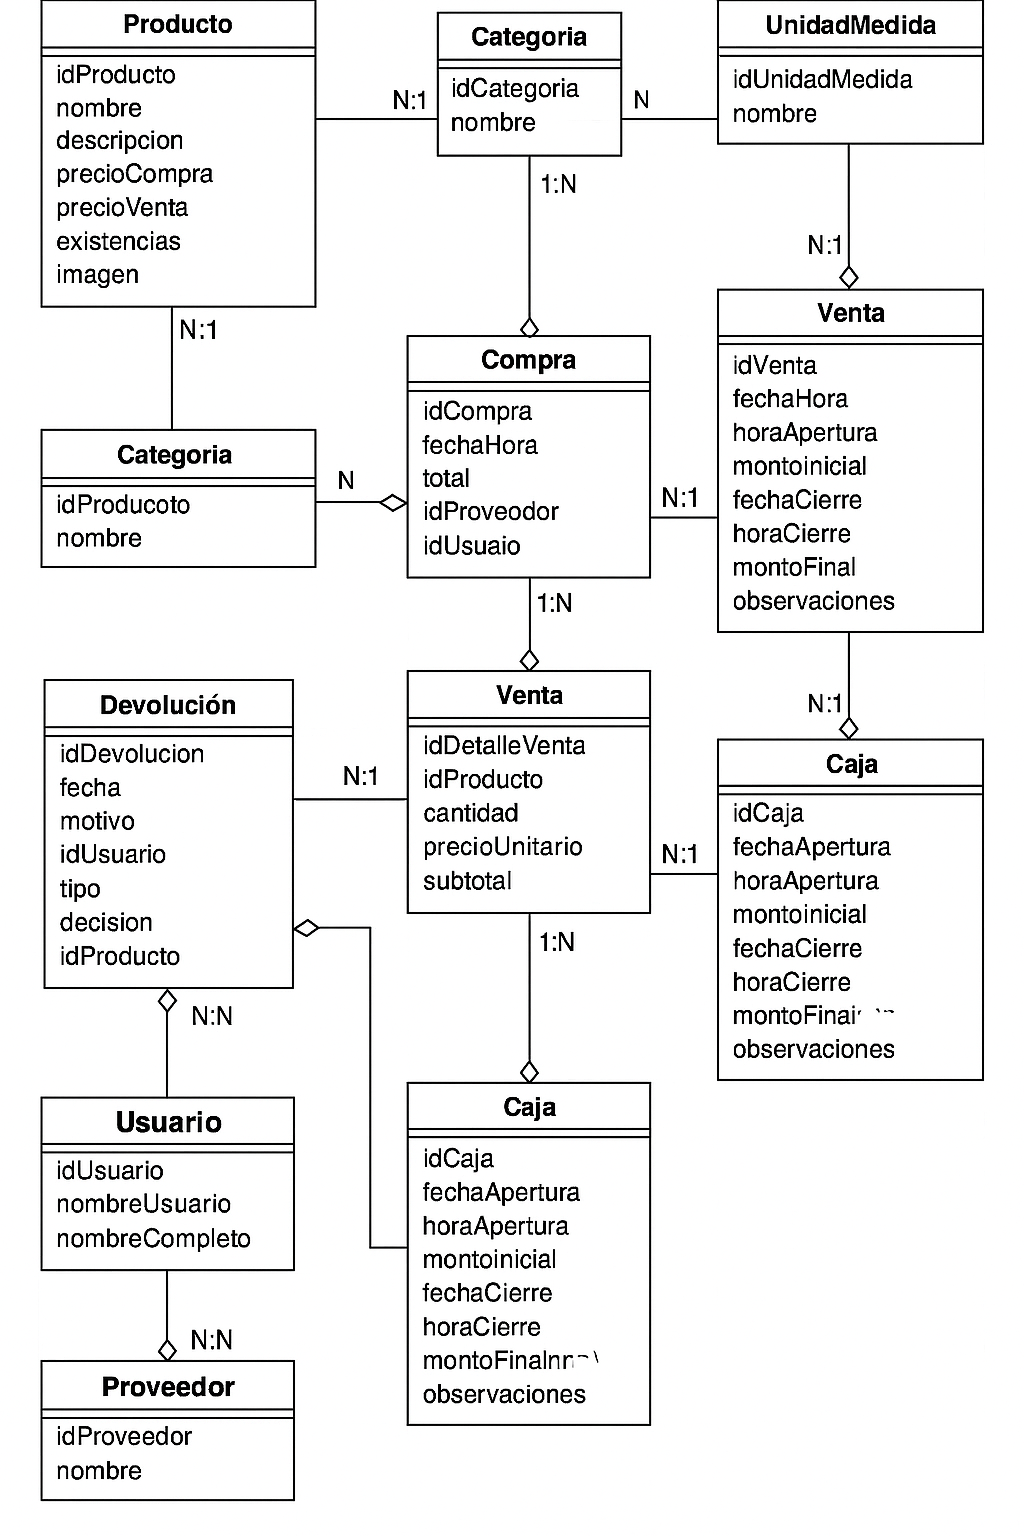 Producto
idProducto
nombre
descripcion
precioCompra
precioVenta
existencias
imagen
N:1
Categoria
idCategoria
nombre
N
UnidadMedida
idUnidadMedida
nombre
1:N
N:1
N:1
Categoria
idProducoto
nombre
N
Compra
idCompra
fechaHora
total
idProveodor
idUsuaio
N:1
Venta
idVenta
fechaHora
horaApertura
montoinicial
fechaCierre
horaCierre
montoFinal
observaciones
1:N
N:1
Devolución
idDevolucion
fecha
motivo
idUsuario
tipo
decision
idProducto
N:1
Venta
idDetalleVenta
idProducto
cantidad
precioUnitario
subtotal
N:1
Caja
idCaja
fechaApertura
horaApertura
montoinicial
fechaCierre
horaCierre
observaciones
1:N
N:N
Usuario
idUsuario
nombreUsuario
nombreCompleto
N:N
Proveedor
idProveedor
nombre
Caja
idCaja
fechaApertura
horaApertura
montoinicial
fechaCierre
horaCierre
observaciones